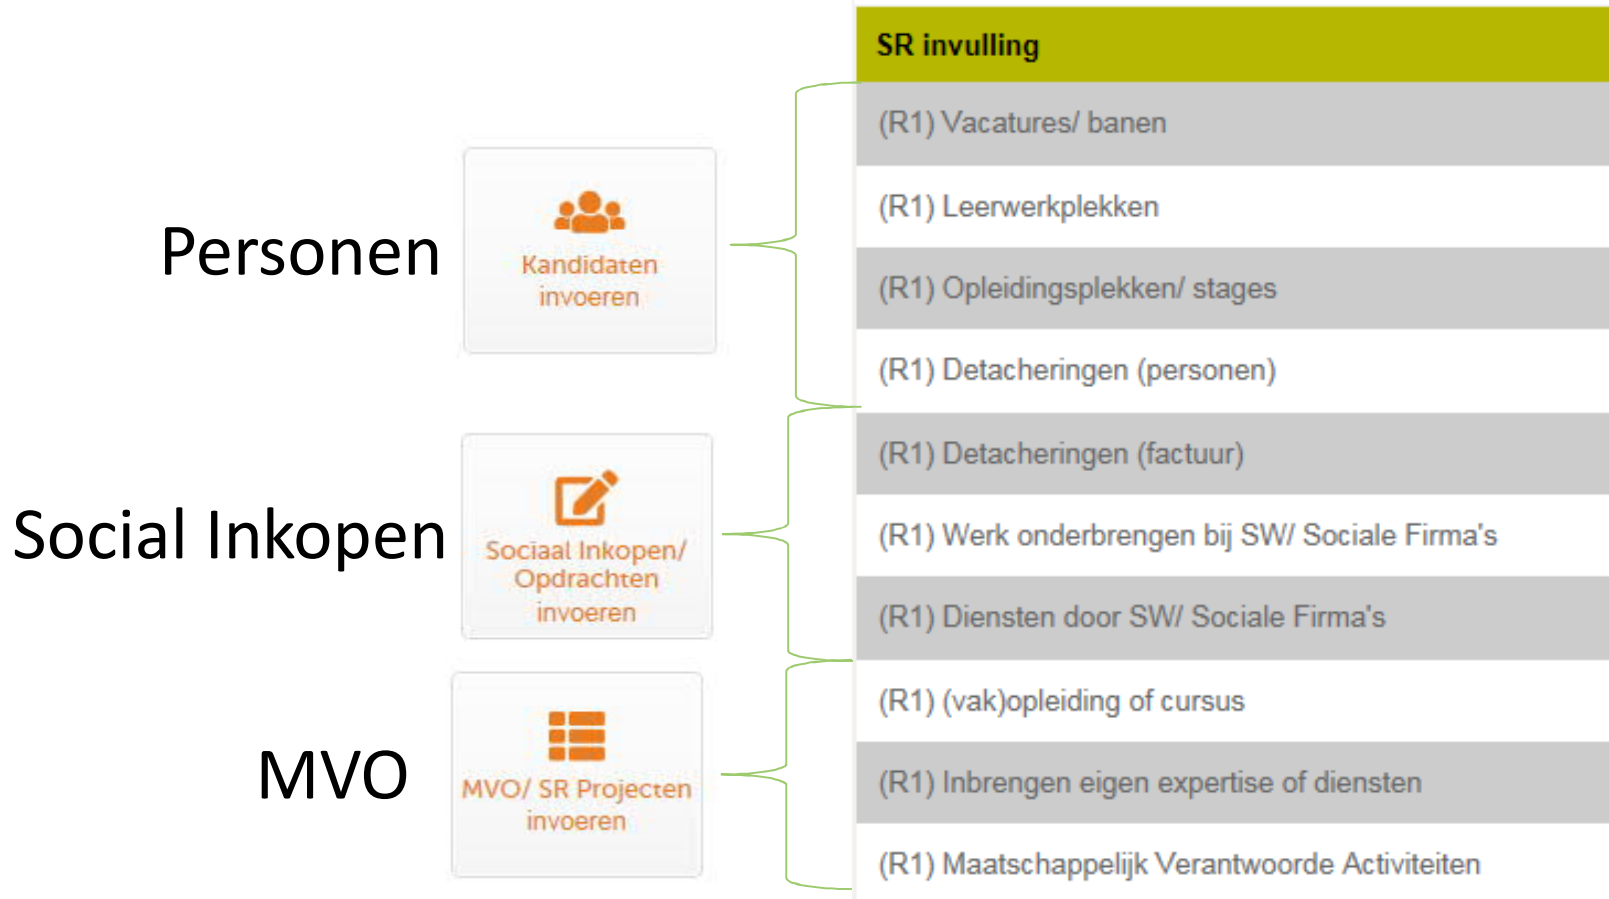 Personen
Kandidaten
invoeren
Social Inkopen
Sociaal Inkopen/
Opdrachten
invoeren
MVO
MVO/ SR Projecten
invoeren
SR invulling
(R1) Vacatures/ banen
(R1) Leerwerkplekken
(R1) Opleidingsplekken/ stages
(R1) Detacheringen (personen)
(R1) Detacheringen (factuur)
(R1) Werk onderbrengen bij SW/ Sociale Firma's
(R1) Diensten door SW/ Sociale Firma's
(R1) (vak)opleiding of cursus
(R1) Inbrengen eigen expertise of diensten
(R1) Maatschappelijk Verantwoorde Activiteiten